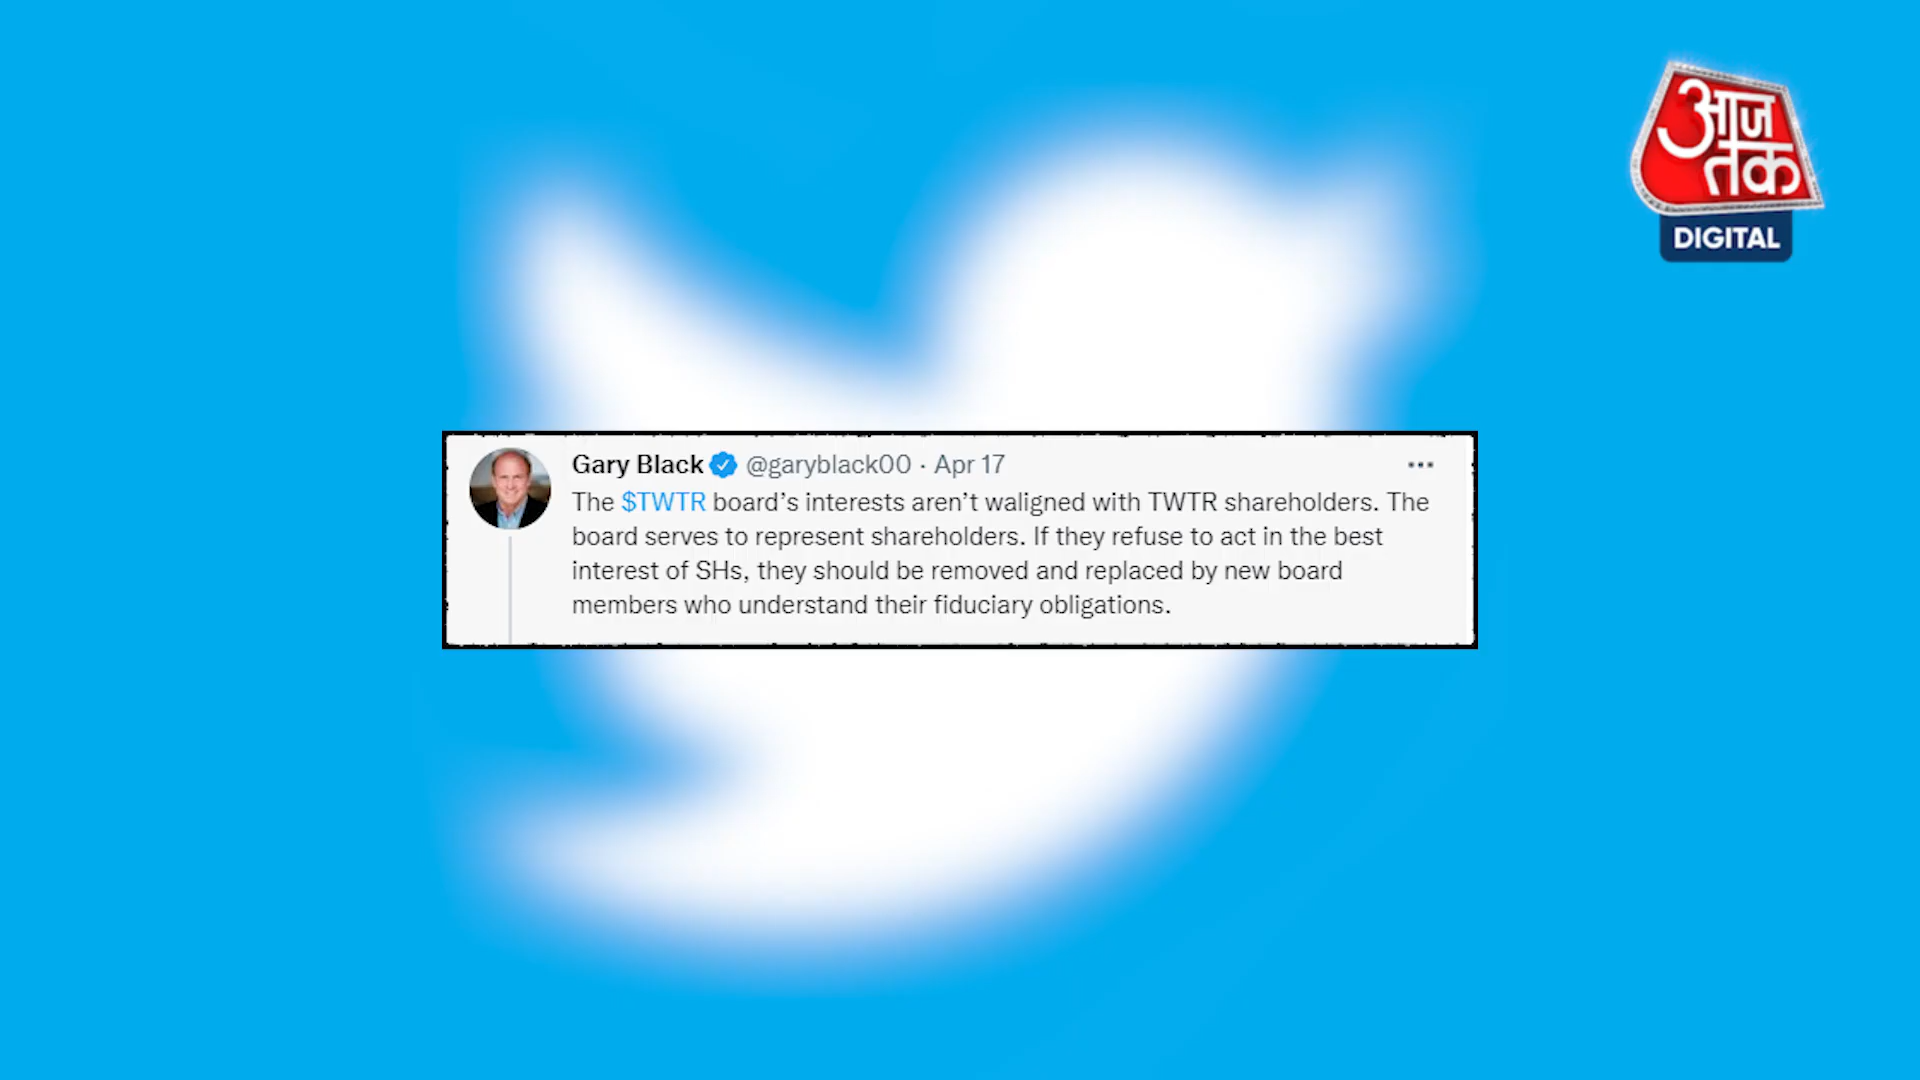 आज
तक
DIGITAL
Gary Black @garyblack00 · Apr 17
The $TWTR board’s interests aren’t waligned with TWTR shareholders. The
board serves to represent shareholders. If they refuse to act in the best
interest of SHs, they should be removed and replaced by new board
members who understand their fiduciary obligations.